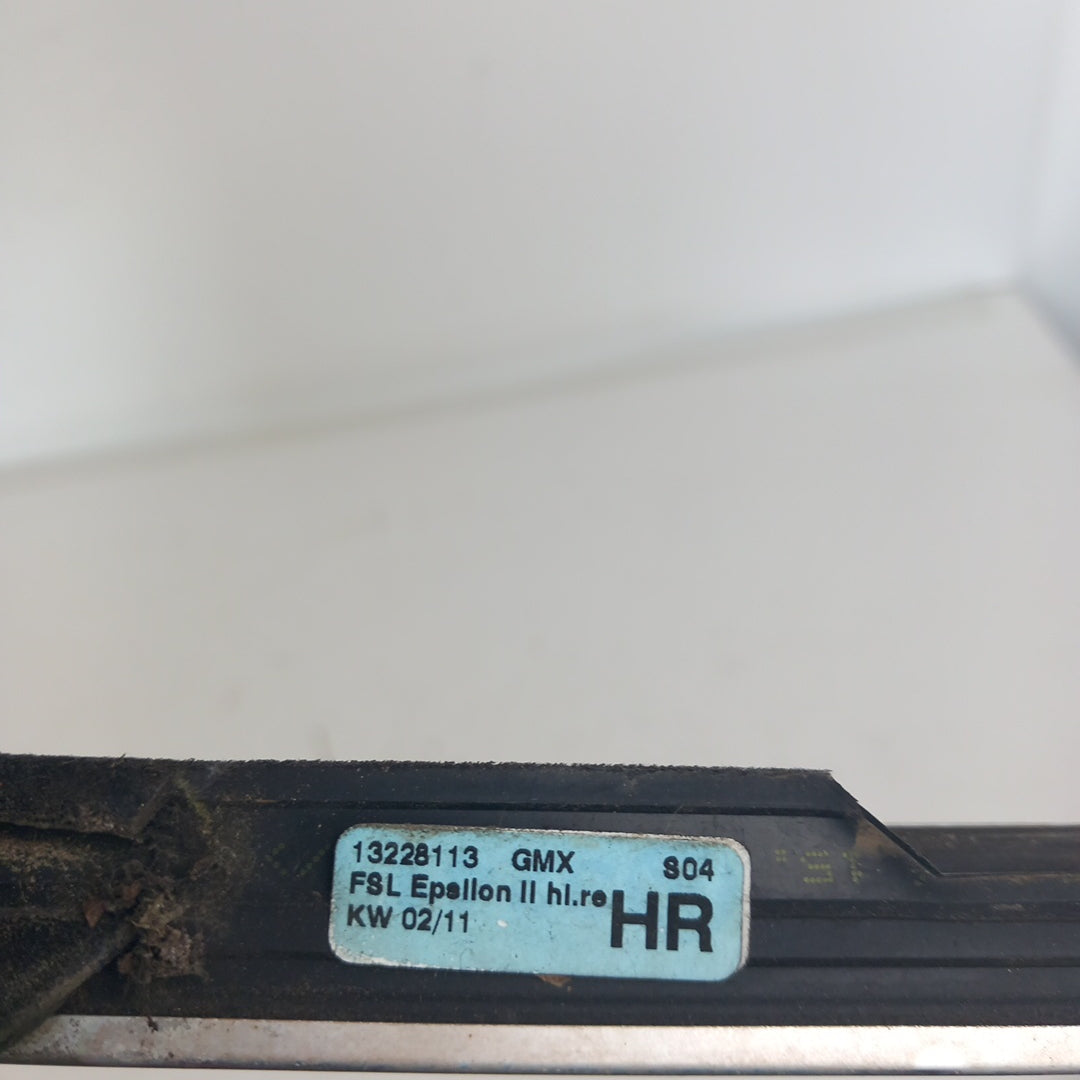 13228113 GMX S04
FSL Epsilon II hi.re HR
KW 02/11